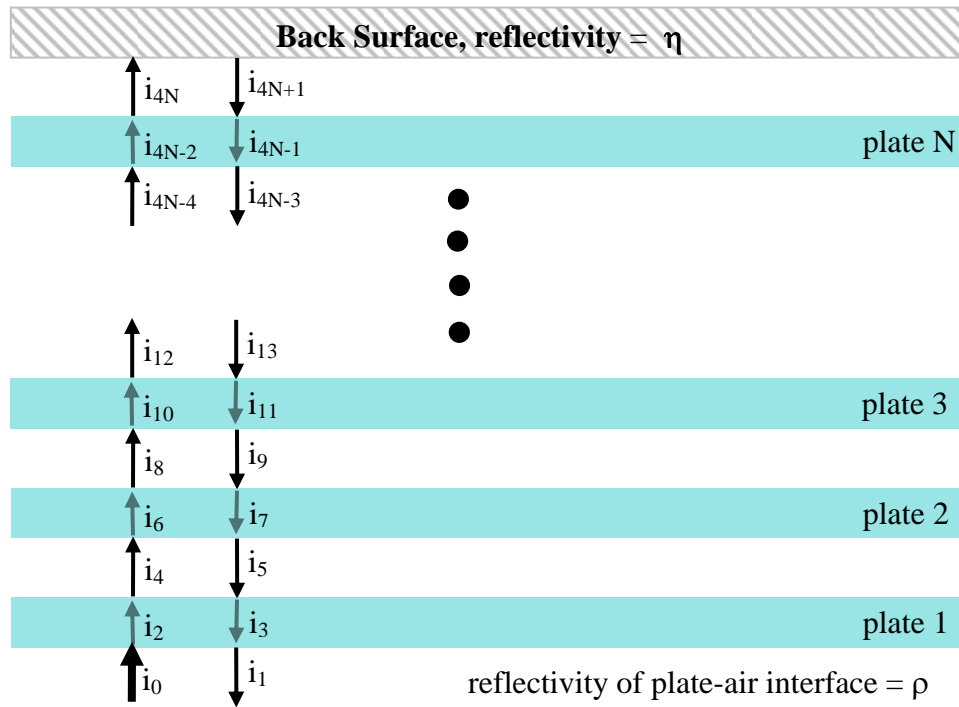 Back Surface, reflectivity = η
i₄N i₄N+1
i₄N-2 i₄N-1 plate N
i₄N-4 i₄N-3
i₁₂ i₁₃
i₁₀ i₁₁ plate 3
i₈ i₉
i₆ i₇ plate 2
i₄ i₅
i₂ i₃ plate 1
i₀ i₁ reflectivity of plate-air interface = ρ